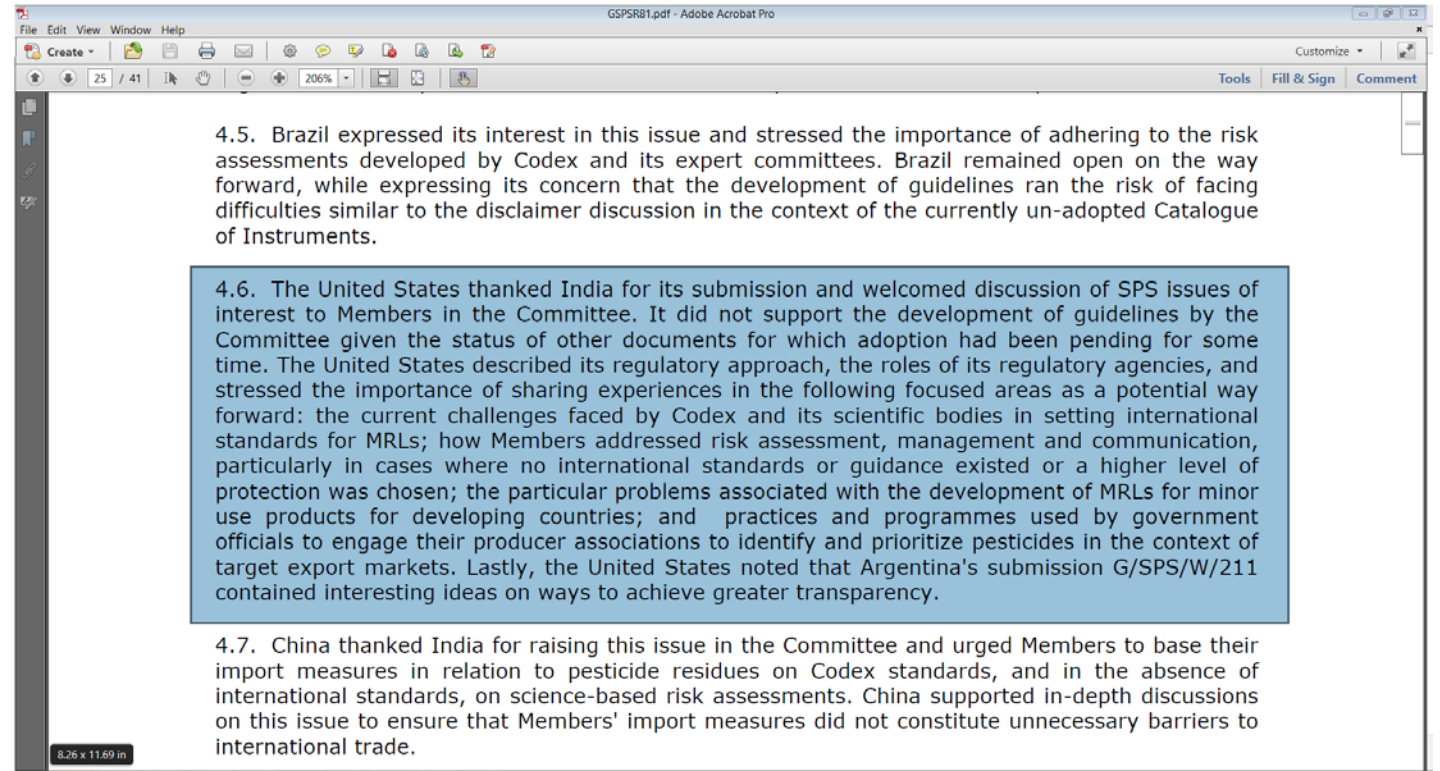 GSPSR81.pdf - Adobe Acrobat Pro
File Edit View Window Help
Create
Customize
25 / 41
206%
Tools Fill & Sign Comment
4.5. Brazil expressed its interest in this issue and stressed the importance of adhering to the risk
assessments developed by Codex and its expert committees. Brazil remained open on the way
forward, while expressing its concern that the development of guidelines ran the risk of facing
difficulties similar to the disclaimer discussion in the context of the currently un-adopted Catalogue
of Instruments.
4.6. The United States thanked India for its submission and welcomed discussion of SPS issues of
interest to Members in the Committee. It did not support the development of guidelines by the
Committee given the status of other documents for which adoption had been pending for some
time. The United States described its regulatory approach, the roles of its regulatory agencies, and
stressed the importance of sharing experiences in the following focused areas as a potential way
forward: the current challenges faced by Codex and its scientific bodies in setting international
standards for MRLs; how Members addressed risk assessment, management and communication,
particularly in cases where no international standards or guidance existed or a higher level of
protection was chosen; the particular problems associated with the development of MRLs for minor
use products for developing countries; and practices and programmes used by government
officials to engage their producer associations to identify and prioritize pesticides in the context of
target export markets. Lastly, the United States noted that Argentina's submission G/SPS/W/211
contained interesting ideas on ways to achieve greater transparency.
4.7. China thanked India for raising this issue in the Committee and urged Members to base their
import measures in relation to pesticide residues on Codex standards, and in the absence of
international standards, on science-based risk assessments. China supported in-depth discussions
on this issue to ensure that Members' import measures did not constitute unnecessary barriers to
international trade.
8.26 x 11.69 in